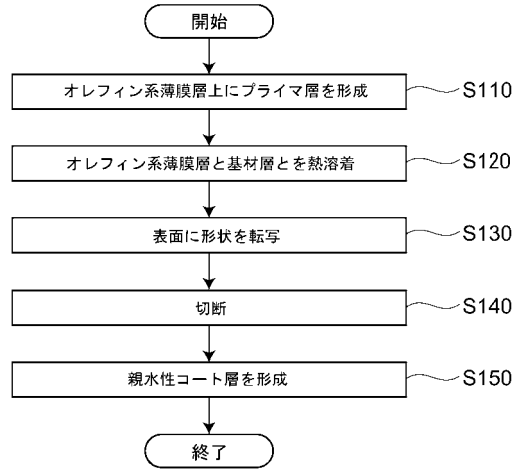 開始
オレフィン系薄膜層上にプライマ層を形成 S110
オレフィン系薄膜層と基材層とを熱溶着 S120
表面に形状を転写 S130
切断 S140
親水性コート層を形成 S150
終了